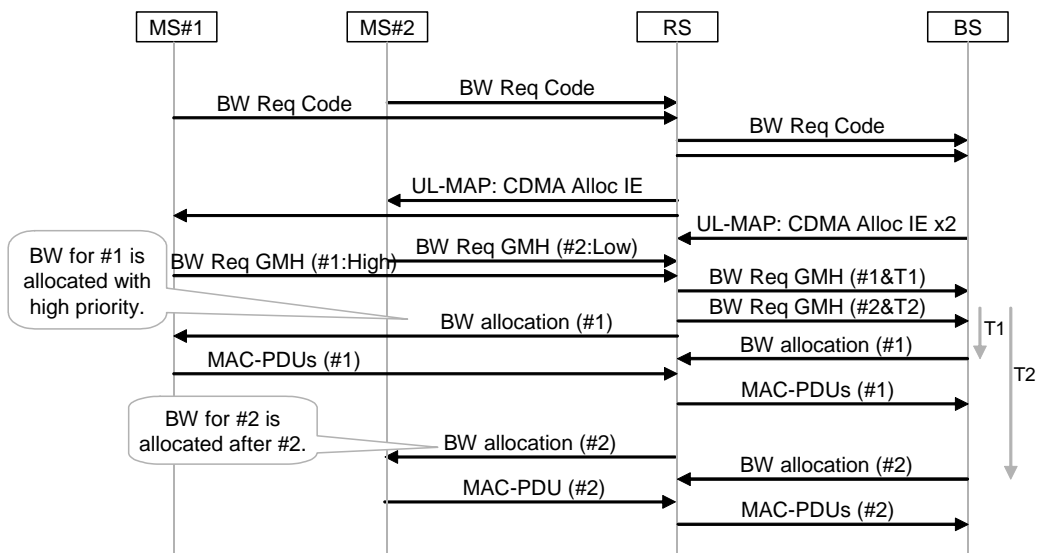 MS#1 MS#2 RS BS
BW Req Code
BW Req Code
BW Req Code
UL-MAP: CDMA Alloc IE
UL-MAP: CDMA Alloc IE x2
BW for #1 is
allocated with
high priority.
BW Req GMH (#2:Low)
BW Req GMH (#1:High)
BW Req GMH (#1&T1)
BW Req GMH (#2&T2)
BW allocation (#1)
T1
BW allocation (#1)
MAC-PDUs (#1)
T2
MAC-PDUs (#1)
BW for #2 is
allocated after #2.
BW allocation (#2)
BW allocation (#2)
MAC-PDU (#2)
MAC-PDUs (#2)